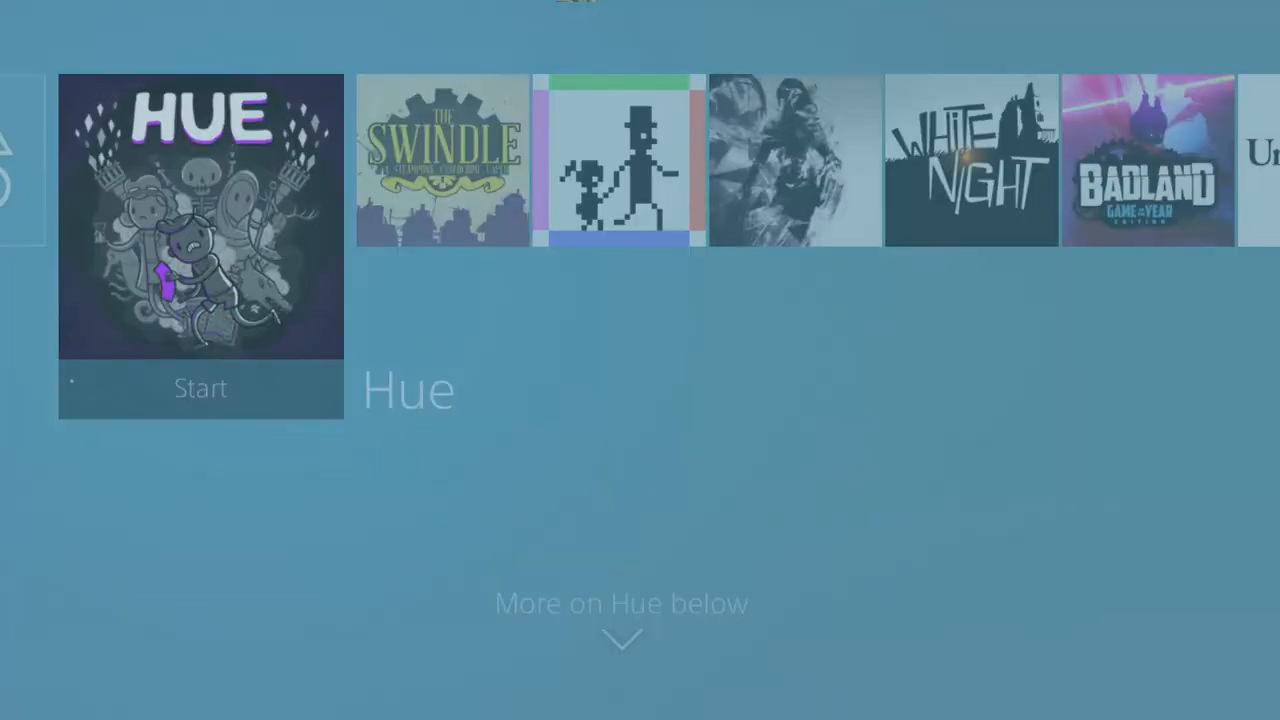 HUE
THE
SWINDLE
A STEAMPUNK CYBERCRIME CAPER
WHITE
NIGHT
BADLAND
GAME OF THE YEAR
EDITION
Start
Hue
More on Hue below